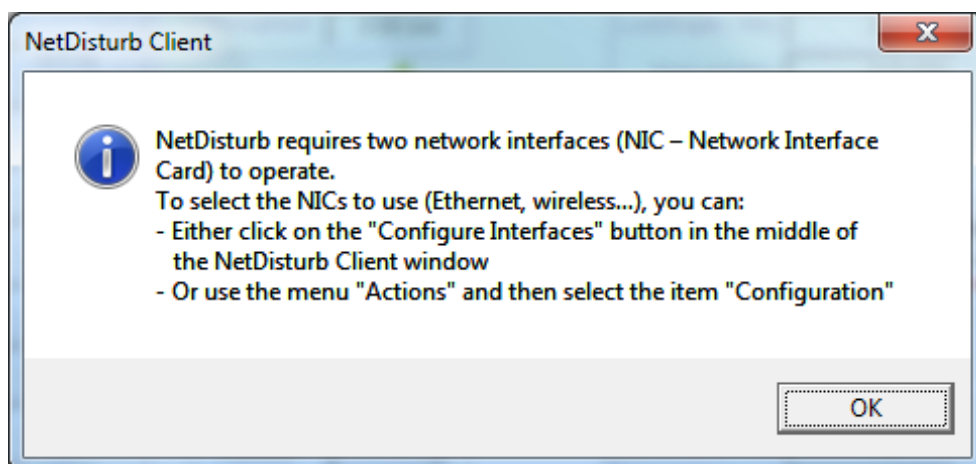 NetDisturb Client
NetDisturb requires two network interfaces (NIC – Network Interface
Card) to operate.
To select the NICs to use (Ethernet, wireless...), you can:
- Either click on the "Configure Interfaces" button in the middle of
the NetDisturb Client window
- Or use the menu "Actions" and then select the item "Configuration"
OK